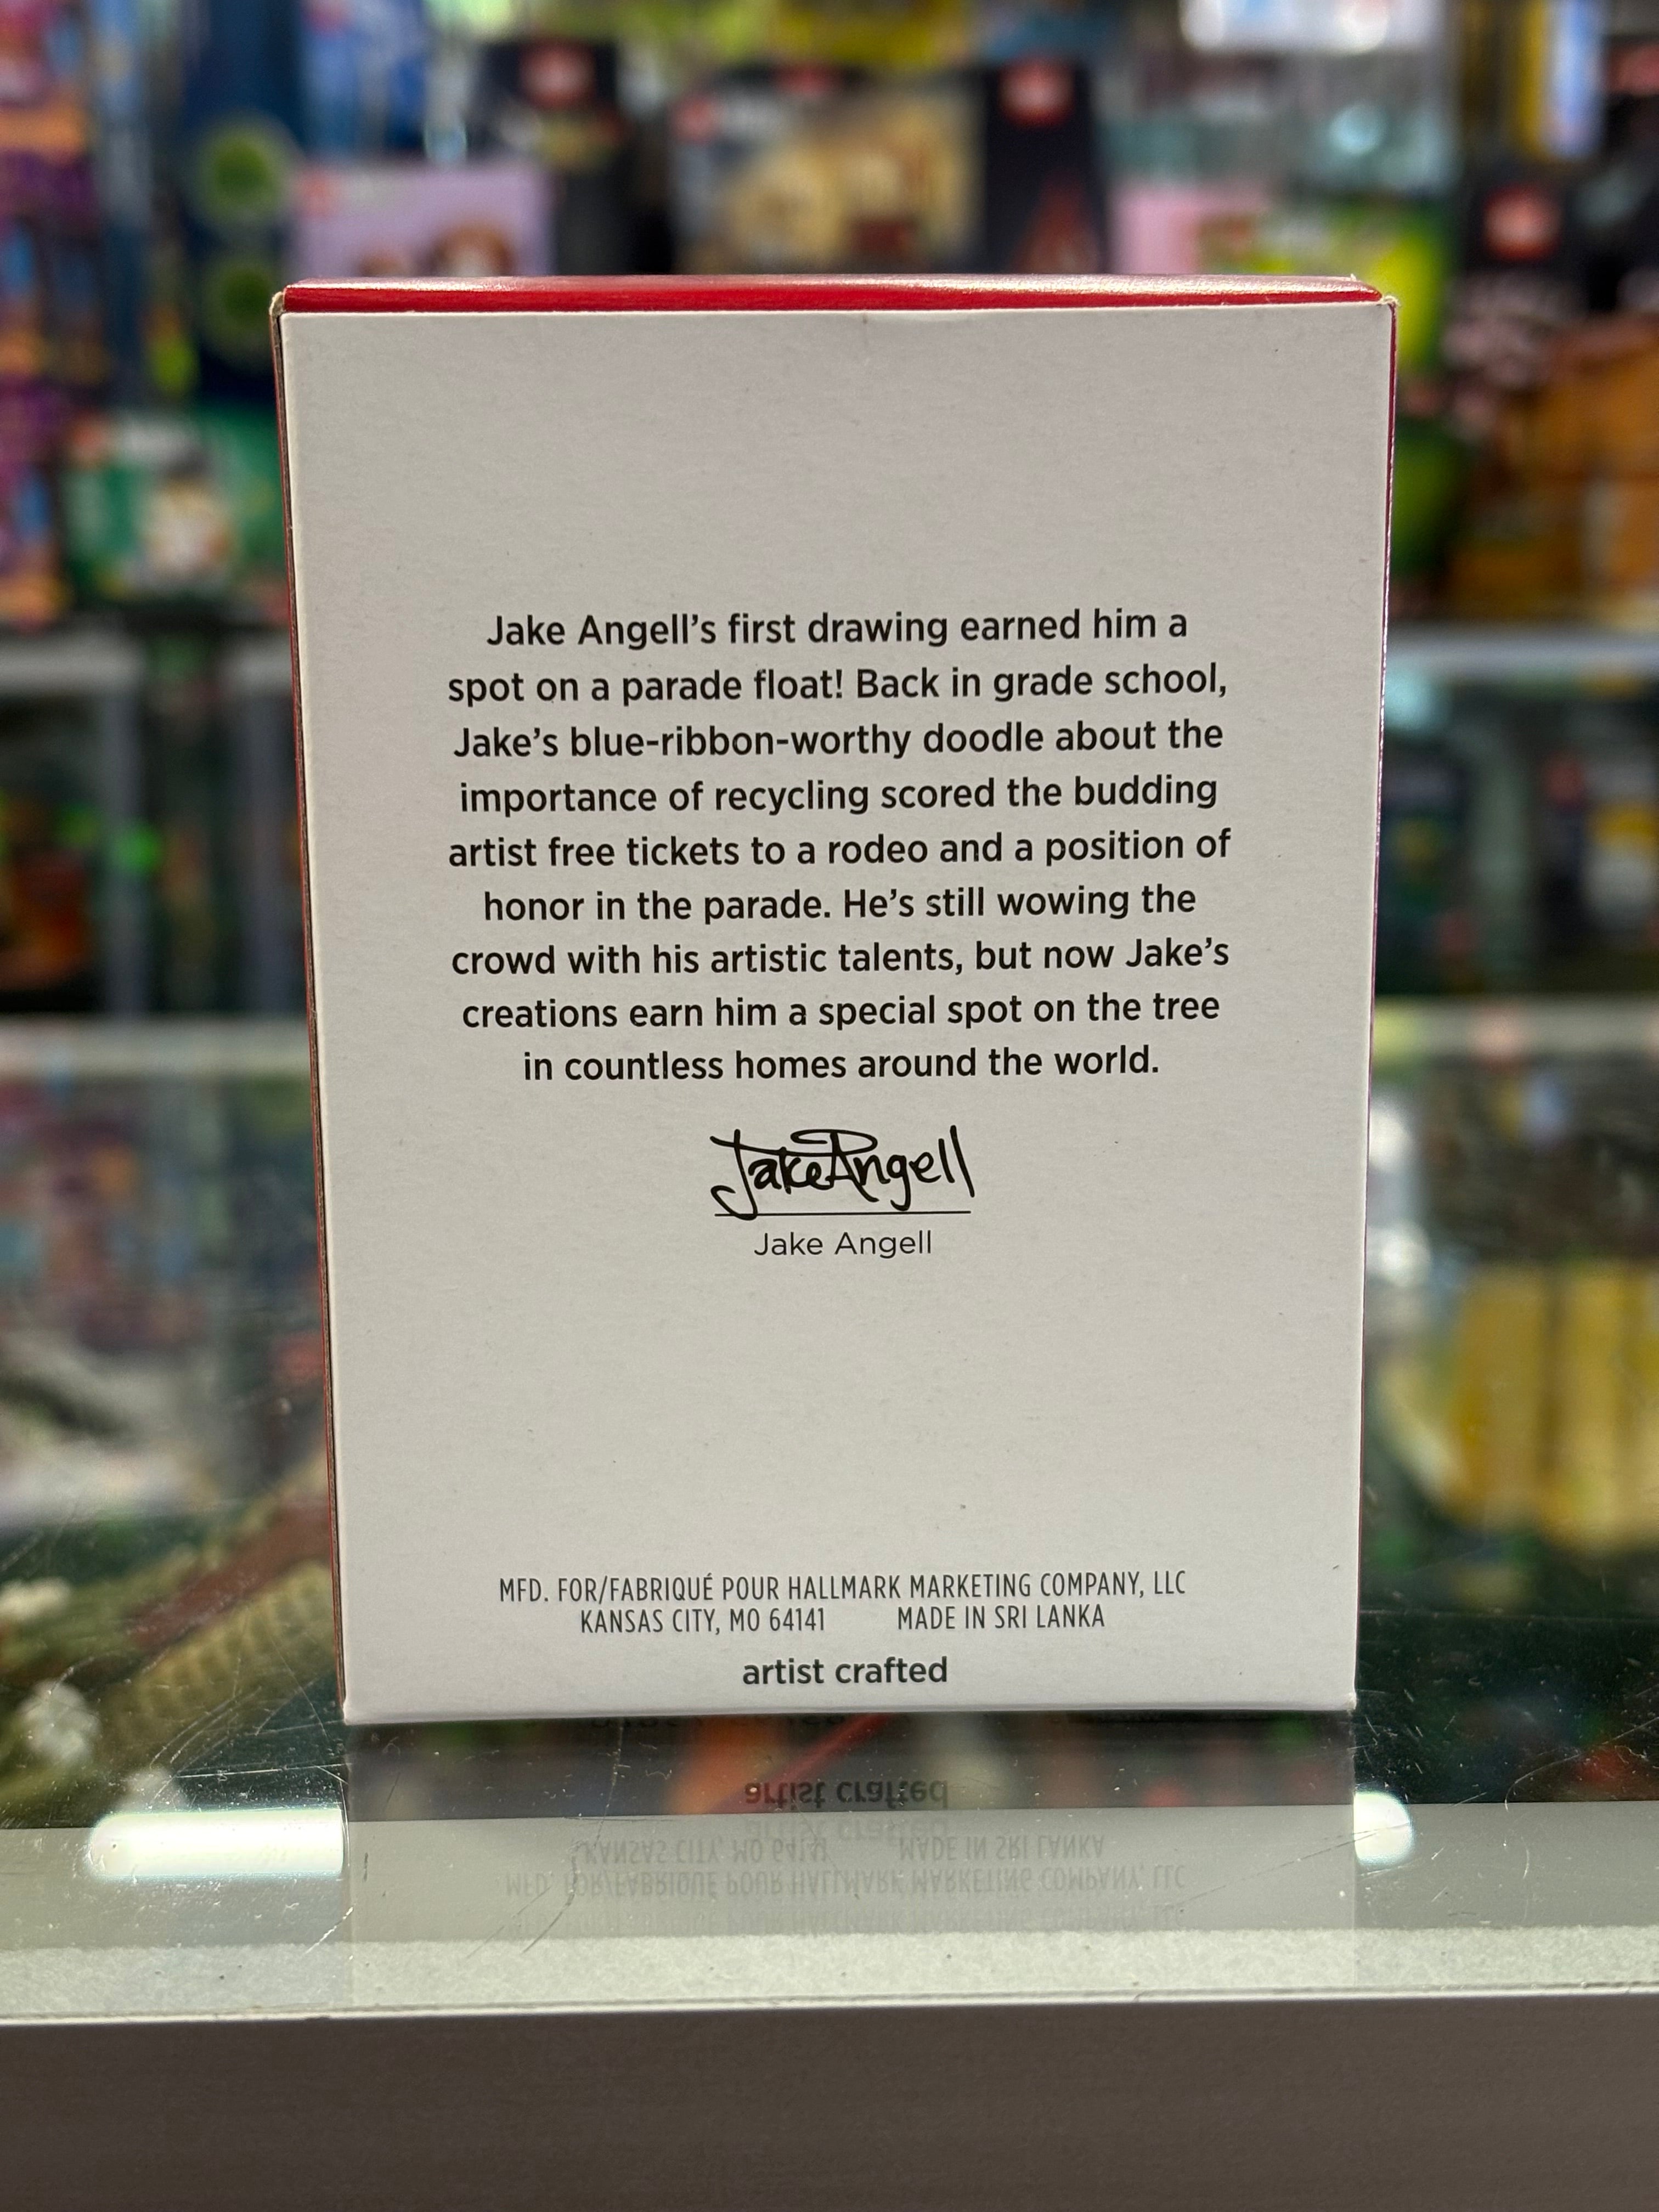 Jake Angell’s first drawing earned him a
spot on a parade float! Back in grade school,
Jake’s blue-ribbon-worthy doodle about the
importance of recycling scored the budding
artist free tickets to a rodeo and a position of
honor in the parade. He’s still wowing the
crowd with his artistic talents, but now Jake’s
creations earn him a special spot on the tree
in countless homes around the world.
Jake Angell
Jake Angell
MFD. FOR/FABRIQUÉ POUR HALLMARK MARKETING COMPANY, LLC
KANSAS CITY, MO 64141 MADE IN SRI LANKA
artist crafted